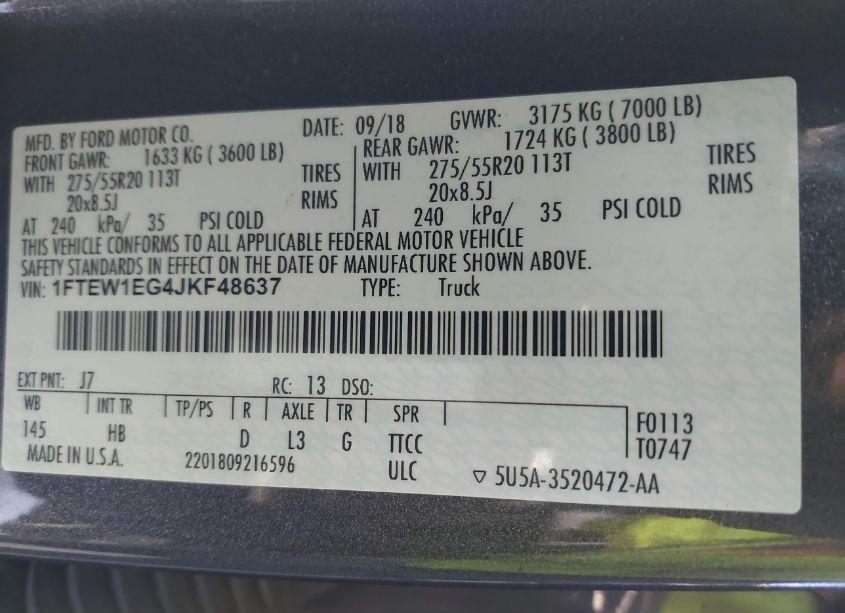 MFD. BY FORD MOTOR CO. DATE: 09/18 GVWR: 3175 KG ( 7000 LB)
FRONT GAWR: 1633 KG ( 3600 LB) REAR GAWR: 1724 KG ( 3800 LB)
WITH 275/55R20 113T TIRES WITH 275/55R20 113T TIRES
20x8.5J RIMS 20x8.5J RIMS
AT 240 kPa/ 35 PSI COLD AT 240 kPa/ 35 PSI COLD
THIS VEHICLE CONFORMS TO ALL APPLICABLE FEDERAL MOTOR VEHICLE
SAFETY STANDARDS IN EFFECT ON THE DATE OF MANUFACTURE SHOWN ABOVE.
VIN: 1FTEW1EG4JKF48637 TYPE: Truck
EXT PNT: J7 RC: 13 DSO:
WB INT TR TP/PS R AXLE TR SPR F0113
145 HB D L3 G TTCC T0747
MADE IN U.S.A. 2201809216596 ULC ▽ 5U5A-3520472-AA